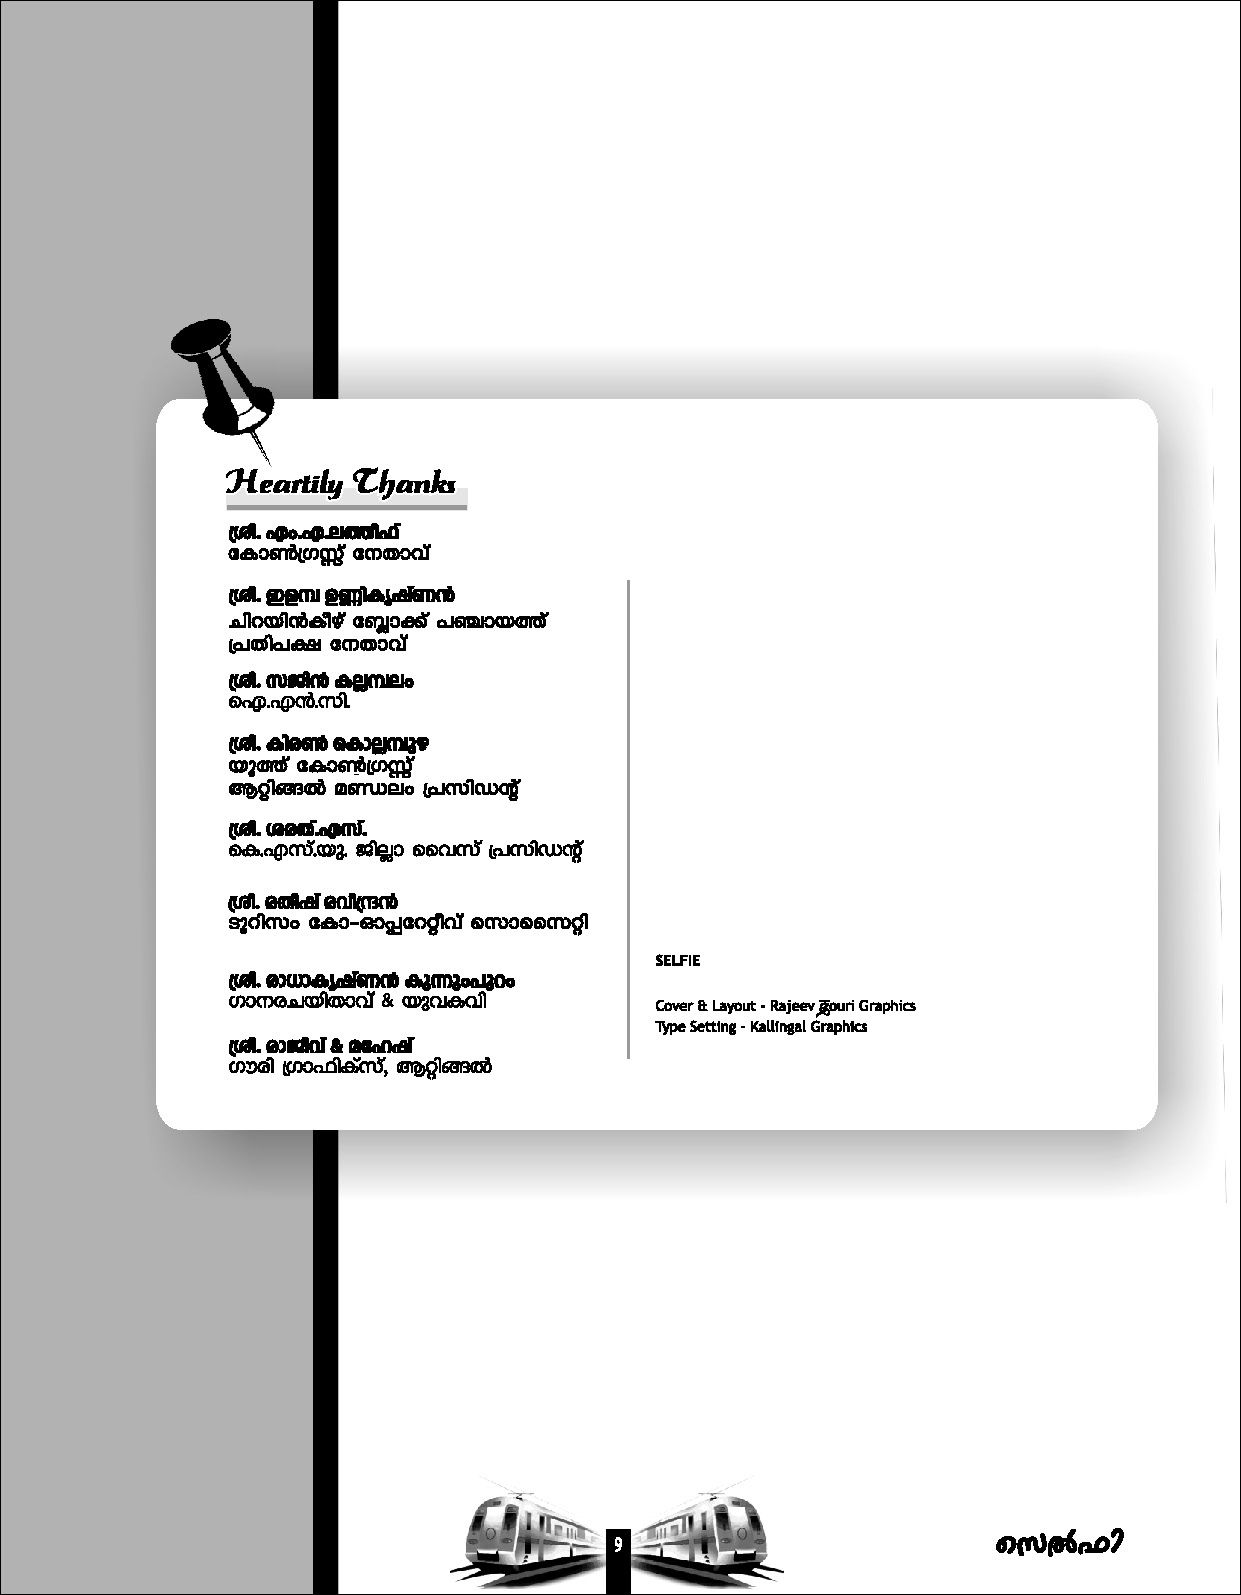 Heartily Thanks
ശ്രീ. എം.എ.ലത്തീഫ്
കോൺഗ്രസ്സ് നേതാവ്
ശ്രീ. ഇളമ്പ ഉണ്ണികൃഷ്ണൻ
ചിറയിൻകീഴ് ബ്ലോക്ക് പഞ്ചായത്ത്
പ്രതിപക്ഷ നേതാവ്
ശ്രീ. സജിൻ കല്ലമ്പലം
ഐ.എൻ.സി.
ശ്രീ. കിരൺ കൊല്ലമ്പുഴ
യൂത്ത് കോൺഗ്രസ്സ്
ആറ്റിങ്ങൽ മണ്ഡലം പ്രസിഡന്റ്
ശ്രീ. ശരത്.എസ്.
കെ.എസ്.യു. ജില്ലാ വൈസ് പ്രസിഡന്റ്
ശ്രീ. രതീഷ് രവീന്ദ്രൻ
ടൂറിസം കോ-ഓപ്പറേറ്റീവ് സൊസൈറ്റി
ശ്രീ. രാധാകൃഷ്ണൻ കുന്നുംപുറം
ഗാനരചയിതാവ് & യുവകവി
ശ്രീ. രാജീവ് & മഹേഷ്
ഗൗരി ഗ്രാഫിക്സ്, ആറ്റിങ്ങൽ
SELFIE
Cover & Layout - Rajeev Gouri Graphics
Type Setting - Kallingal Graphics
9
സെൽഫി